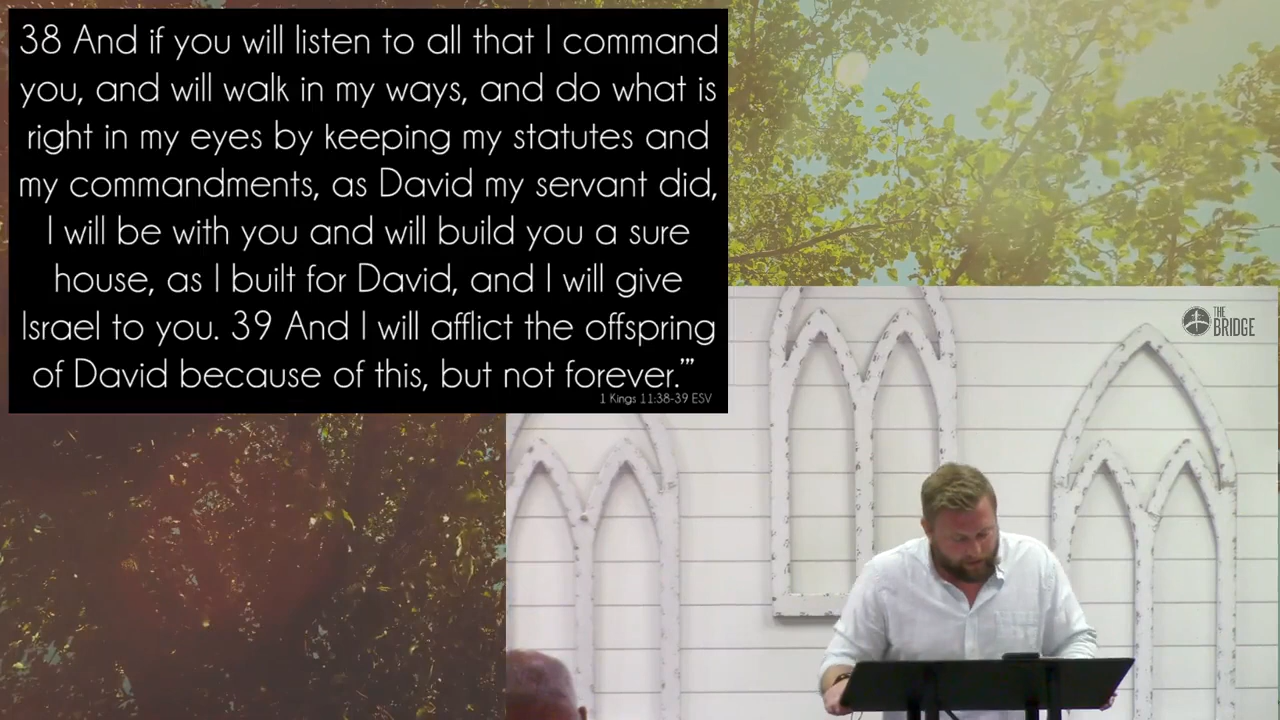 38 And if you will listen to all that I command
you, and will walk in my ways, and do what is
right in my eyes by keeping my statutes and
my commandments, as David my servant did,
I will be with you and will build you a sure
house, as I built for David, and I will give
Israel to you. 39 And I will afflict the offspring
of David because of this, but not forever.”’
1 Kings 11:38-39 ESV
THE
BRIDGE